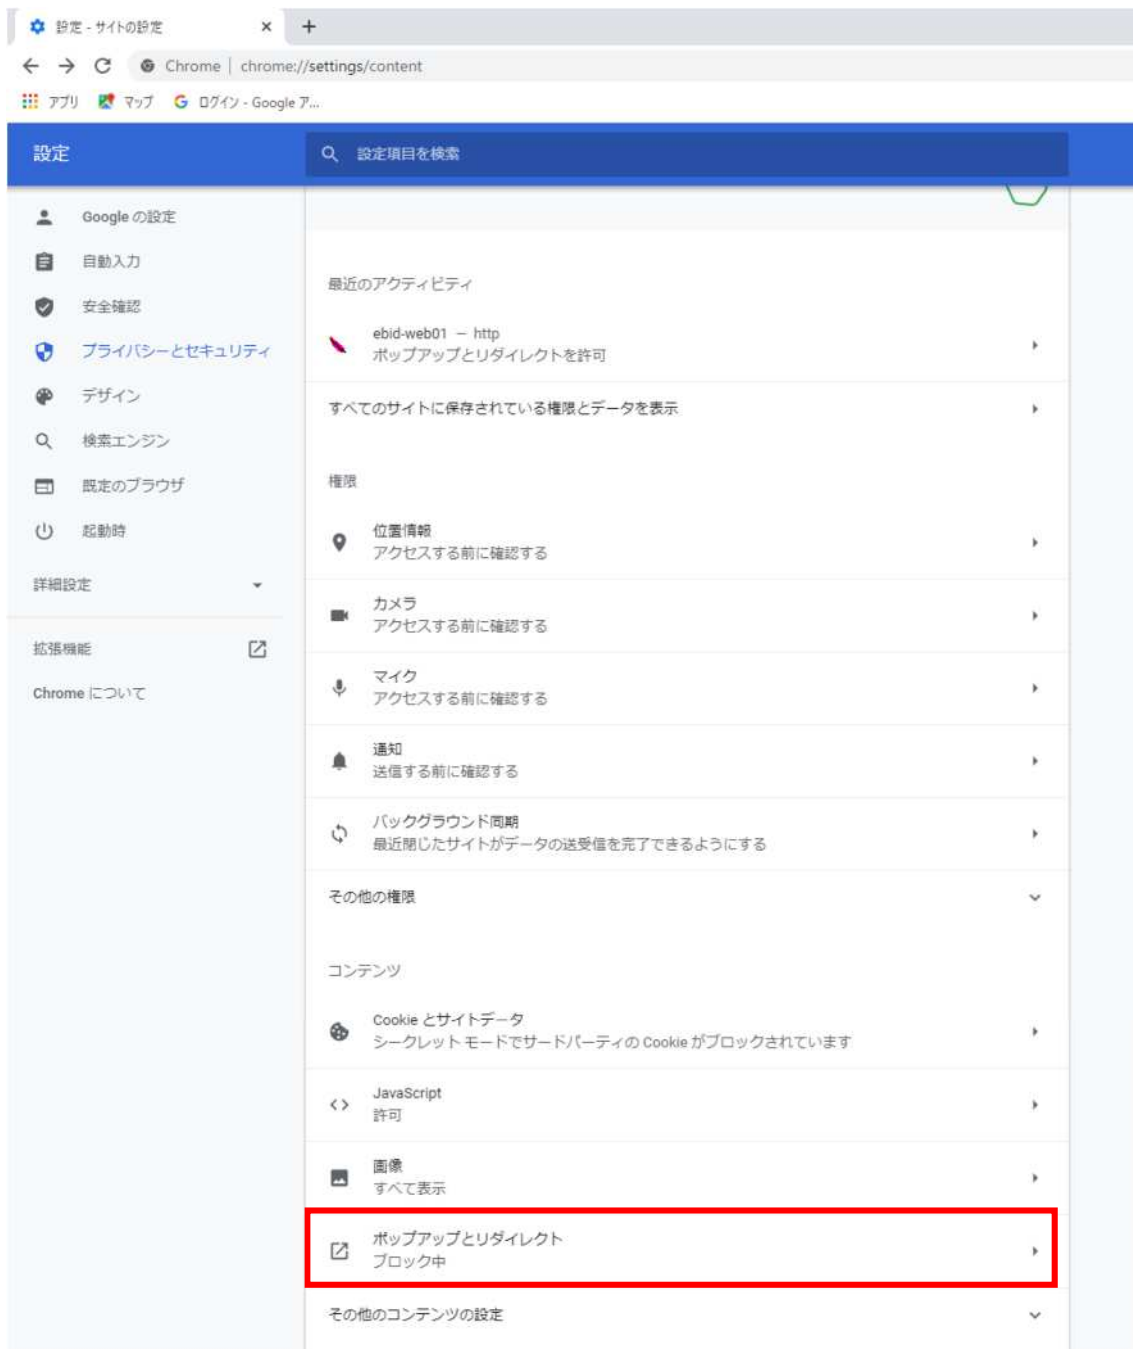 設定 - サイトの設定
Chrome | chrome://settings/content
アプリ マップ ログイン - Google ア...
設定
設定項目を検索
Google の設定
自動入力
安全確認
プライバシーとセキュリティ
デザイン
検索エンジン
既定のブラウザ
起動時
詳細設定
拡張機能
Chrome について
最近のアクティビティ
ebid-web01 － http
ポップアップとリダイレクトを許可
すべてのサイトに保存されている権限とデータを表示
権限
位置情報
アクセスする前に確認する
カメラ
アクセスする前に確認する
マイク
アクセスする前に確認する
通知
送信する前に確認する
バックグラウンド同期
最近閉じたサイトがデータの送受信を完了できるようにする
その他の権限
コンテンツ
Cookie とサイトデータ
シークレット モードでサードパーティの Cookie がブロックされています
JavaScript
許可
画像
すべて表示
ポップアップとリダイレクト
ブロック中
その他のコンテンツの設定